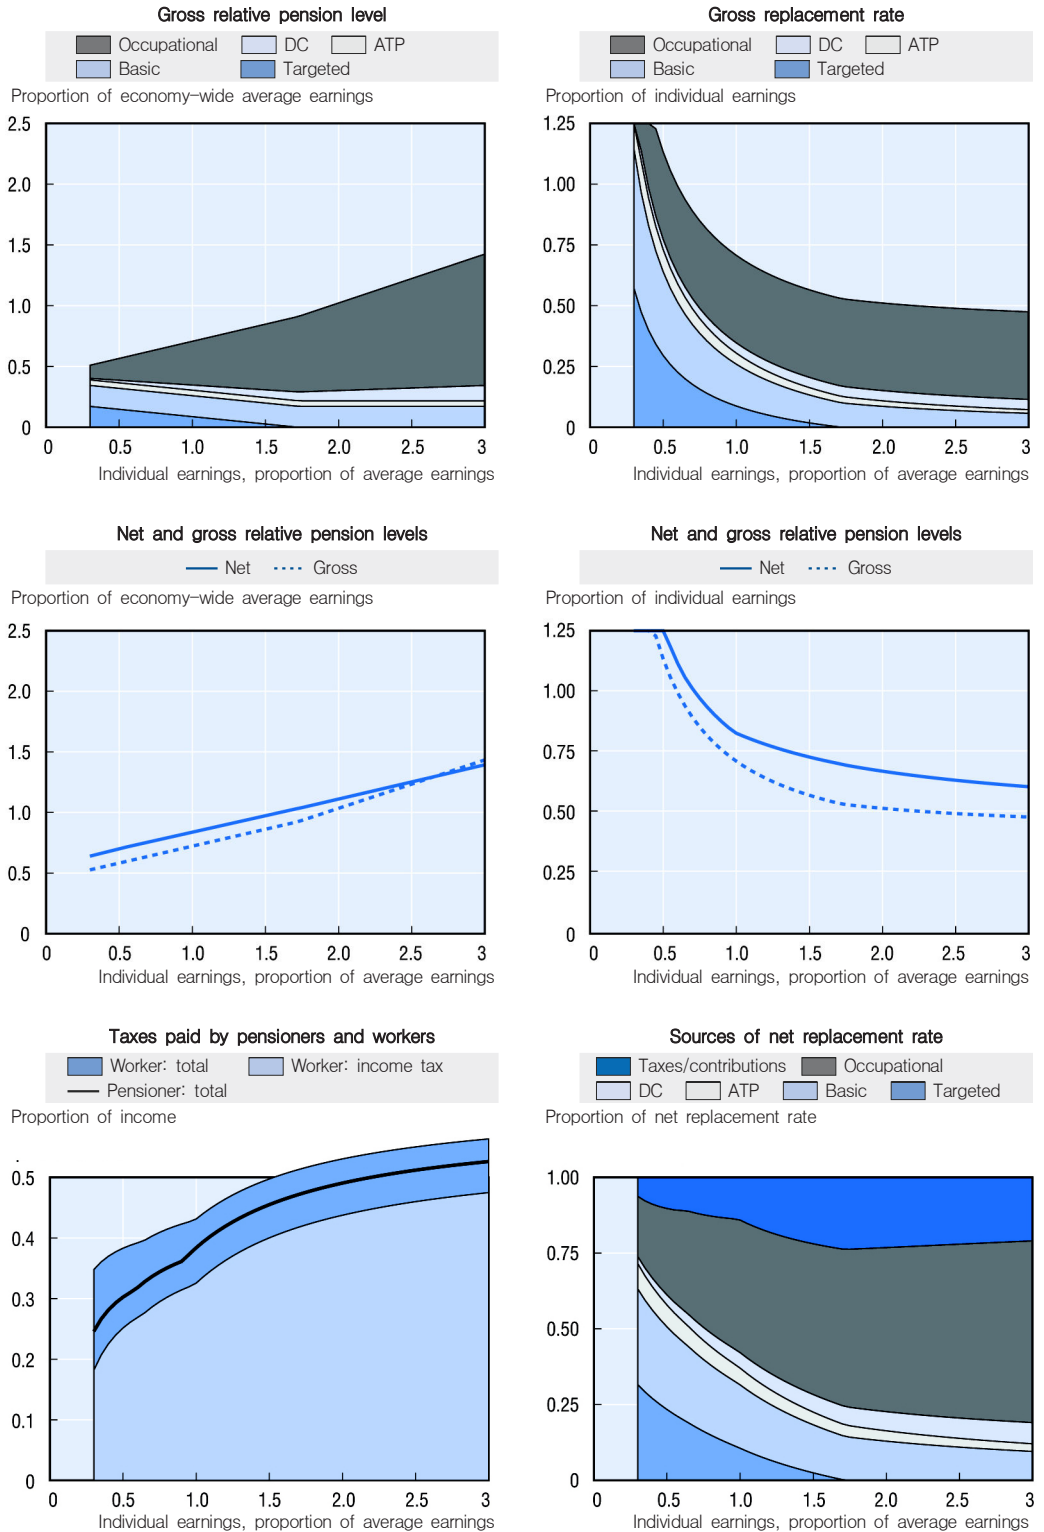 Gross relative pension level
Occupational DC ATP
Basic Targeted
Proportion of economy-wide average earnings
2.5
2.0
1.5
1.0
0.5
0
0 0.5 1.0 1.5 2.0 2.5 3
Individual earnings, proportion of average earnings
Gross replacement rate
Occupational DC ATP
Basic Targeted
Proportion of individual earnings
1.25
1.00
0.75
0.50
0.25
0
0 0.5 1.0 1.5 2.0 2.5 3
Individual earnings, proportion of average earnings
Net and gross relative pension levels
Net Gross
Proportion of economy-wide average earnings
2.5
2.0
1.5
1.0
0.5
0
0 0.5 1.0 1.5 2.0 2.5 3
Individual earnings, proportion of average earnings
Net and gross relative pension levels
Net Gross
Proportion of individual earnings
1.25
1.00
0.75
0.50
0.25
0
0 0.5 1.0 1.5 2.0 2.5 3
Individual earnings, proportion of average earnings
Taxes paid by pensioners and workers
Worker: total Worker: income tax
Pensioner: total
Proportion of income
0.5
0.4
0.3
0.2
0.1
0
0 0.5 1.0 1.5 2.0 2.5 3
Individual earnings, proportion of average earnings
Sources of net replacement rate
Taxes/contributions Occupational
DC ATP Basic Targeted
Proportion of net replacement rate
1.00
0.75
0.50
0.25
0
0 0.5 1.0 1.5 2.0 2.5 3
Individual earnings, proportion of average earnings